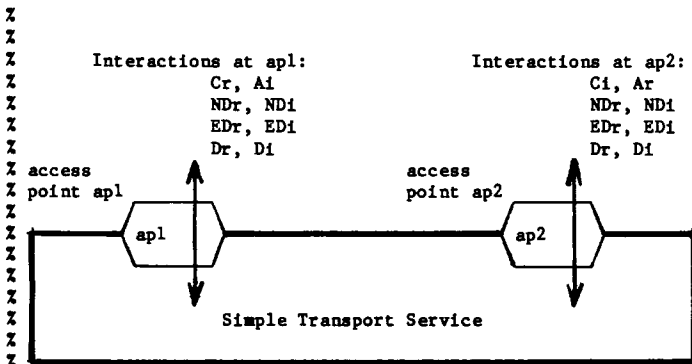 %
%
% Interactions at ap1: Interactions at ap2:
% Cr, Ai Ci, Ar
% NDr, NDi NDr, NDi
% EDr, EDi EDr, EDi
% Dr, Di Dr, Di
% access access
% point ap1 point ap2
%
% ap1 ap2
%
%
%
% Simple Transport Service
%
%